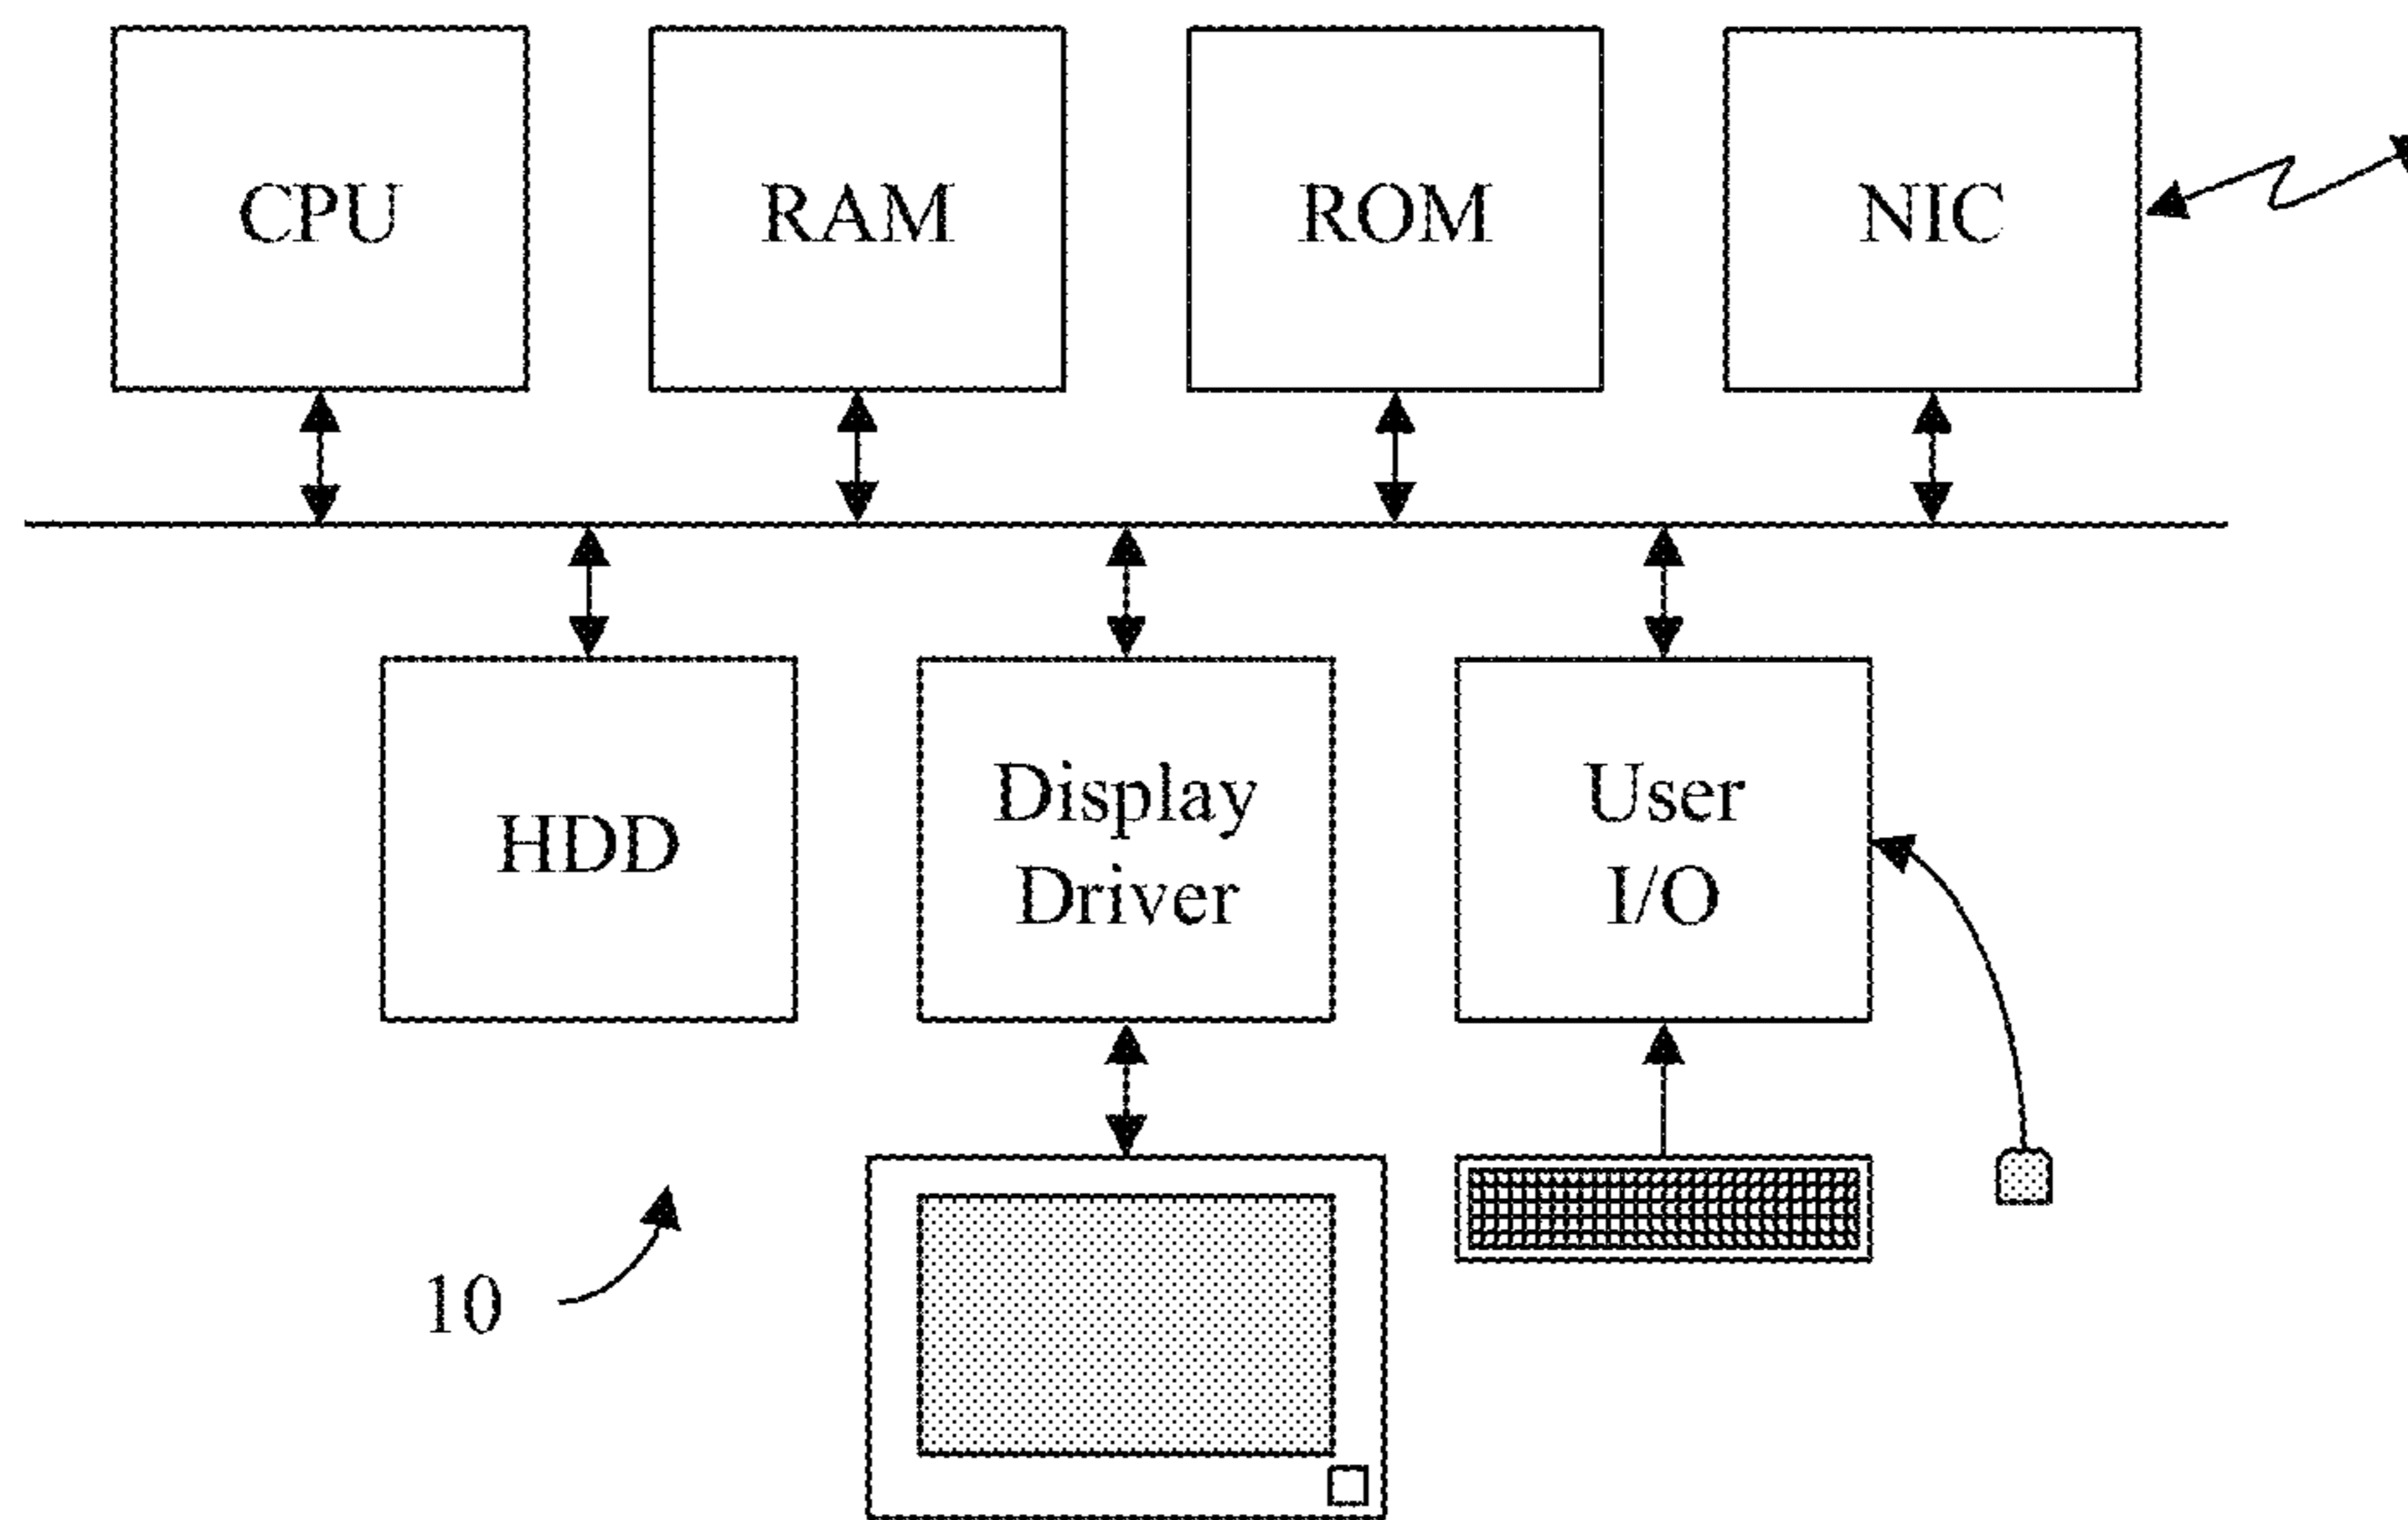 CPU
RAM
ROM
NIC
HDD
Display
Driver
User
I/O
10